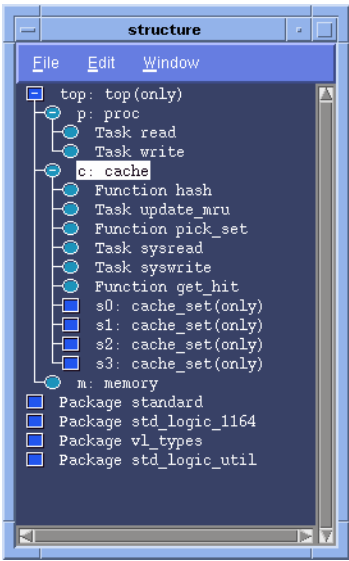 structure
File Edit Window
top: top(only)
p: proc
Task read
Task write
c: cache
Function hash
Task update_mru
Function pick_set
Task sysread
Task syswrite
Function get_hit
s0: cache_set(only)
s1: cache_set(only)
s2: cache_set(only)
s3: cache_set(only)
m: memory
Package standard
Package std_logic_1164
Package vl_types
Package std_logic_util